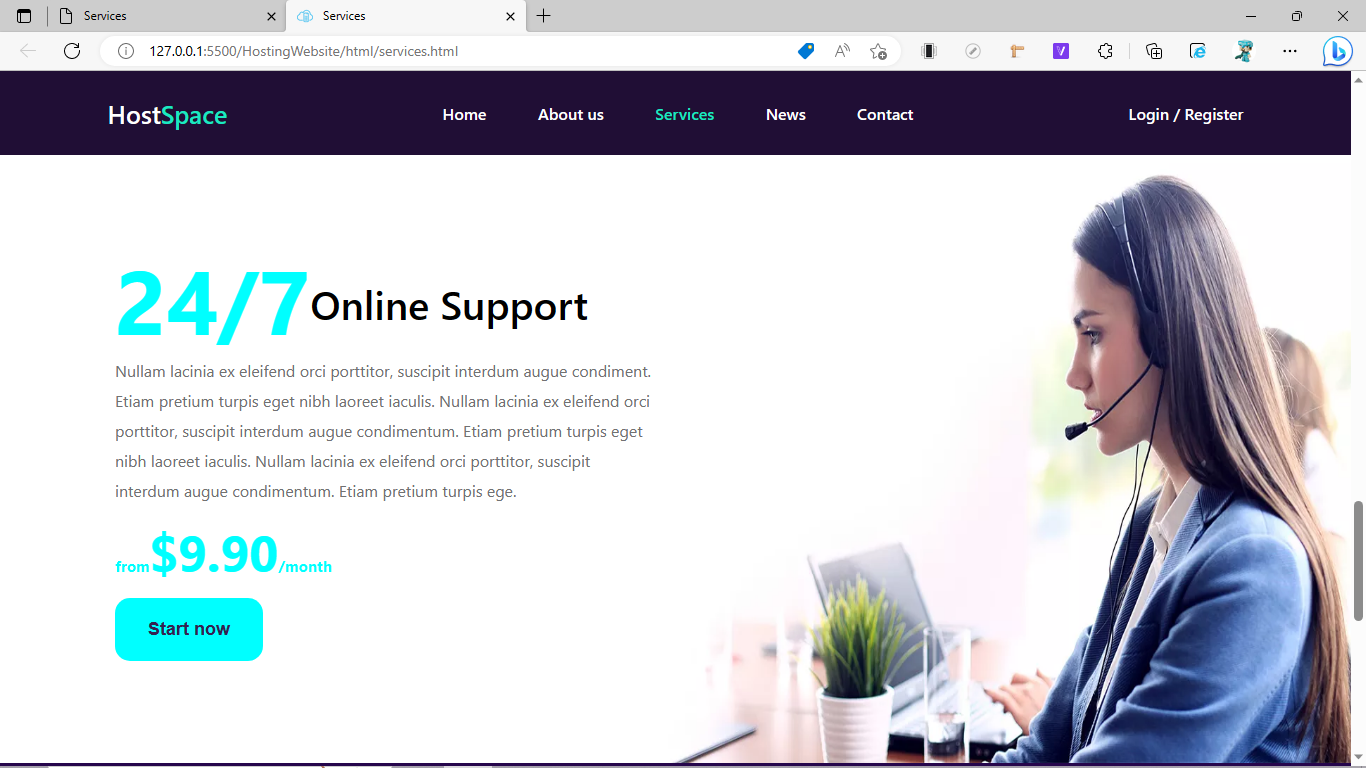 Services
Services
127.0.0.1:5500/HostingWebsite/html/services.html
HostSpace
Home
About us
Services
News
Contact
Login / Register
24/7 Online Support
Nullam lacinia ex eleifend orci porttitor, suscipit interdum augue condiment.
Etiam pretium turpis eget nibh laoreet iaculis. Nullam lacinia ex eleifend orci
porttitor, suscipit interdum augue condimentum. Etiam pretium turpis eget
nibh laoreet iaculis. Nullam lacinia ex eleifend orci porttitor, suscipit
interdum augue condimentum. Etiam pretium turpis ege.
from$9.90/month
Start now